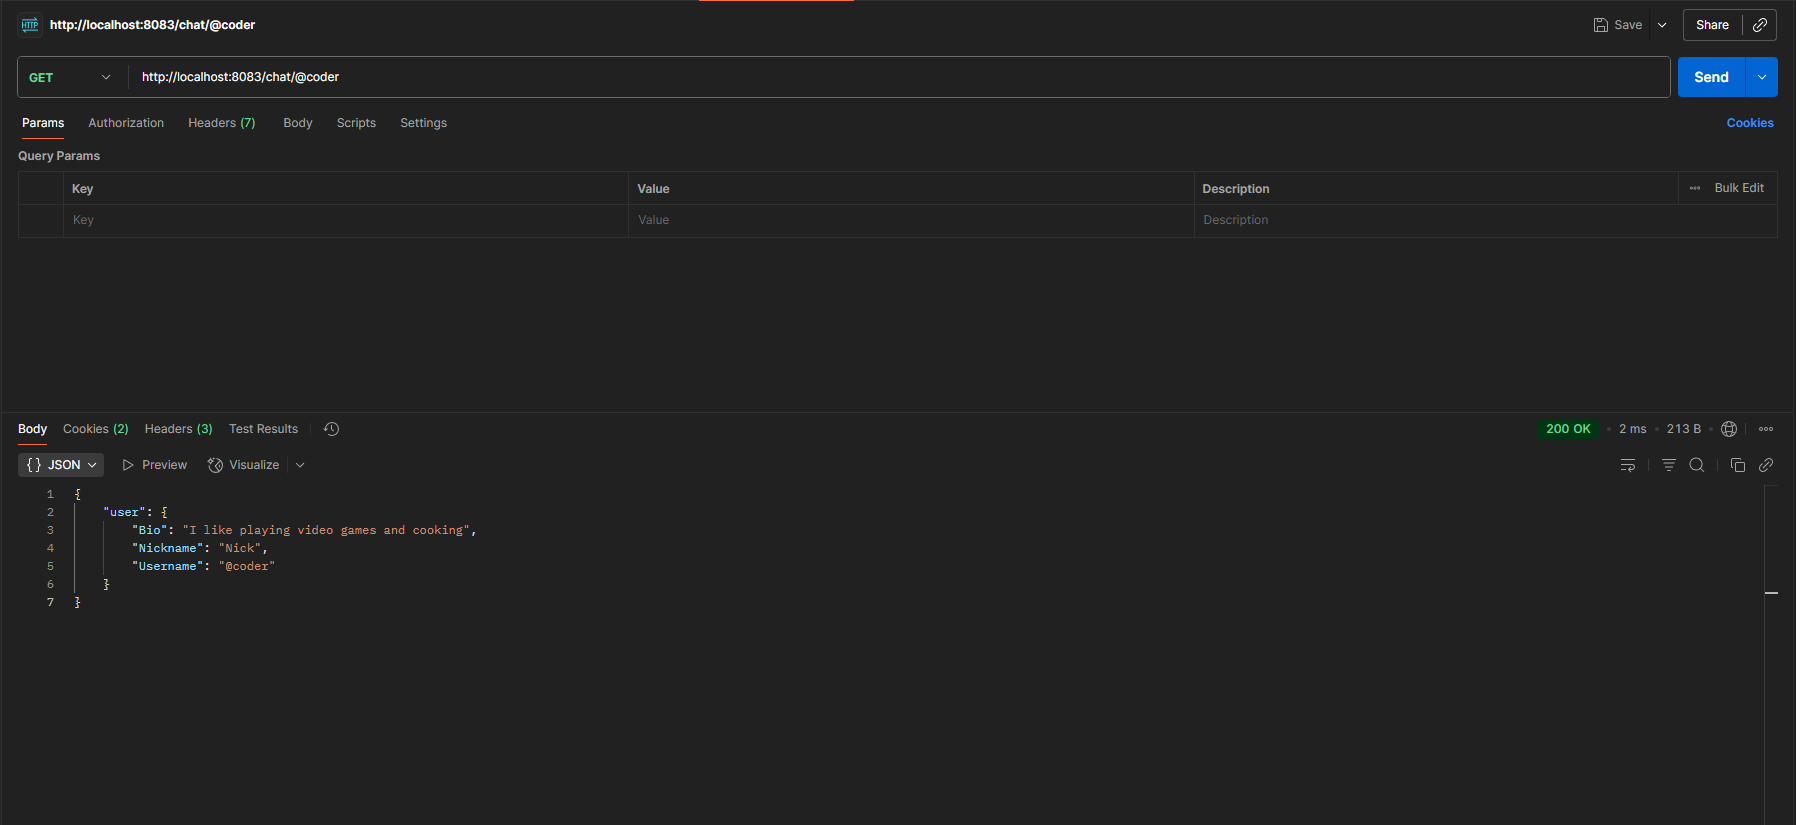 HTTP http://localhost:8083/chat/@coder Save Share
GET http://localhost:8083/chat/@coder Send
Params Authorization Headers (7) Body Scripts Settings Cookies
Query Params
Key Value Description Bulk Edit
Key Value Description
Body Cookies (2) Headers (3) Test Results 200 OK • 2 ms • 213 B •
{} JSON Preview Visualize
1 {
2 "user": {
3 "Bio": "I like playing video games and cooking",
4 "Nickname": "Nick",
5 "Username": "@coder"
6 }
7 }